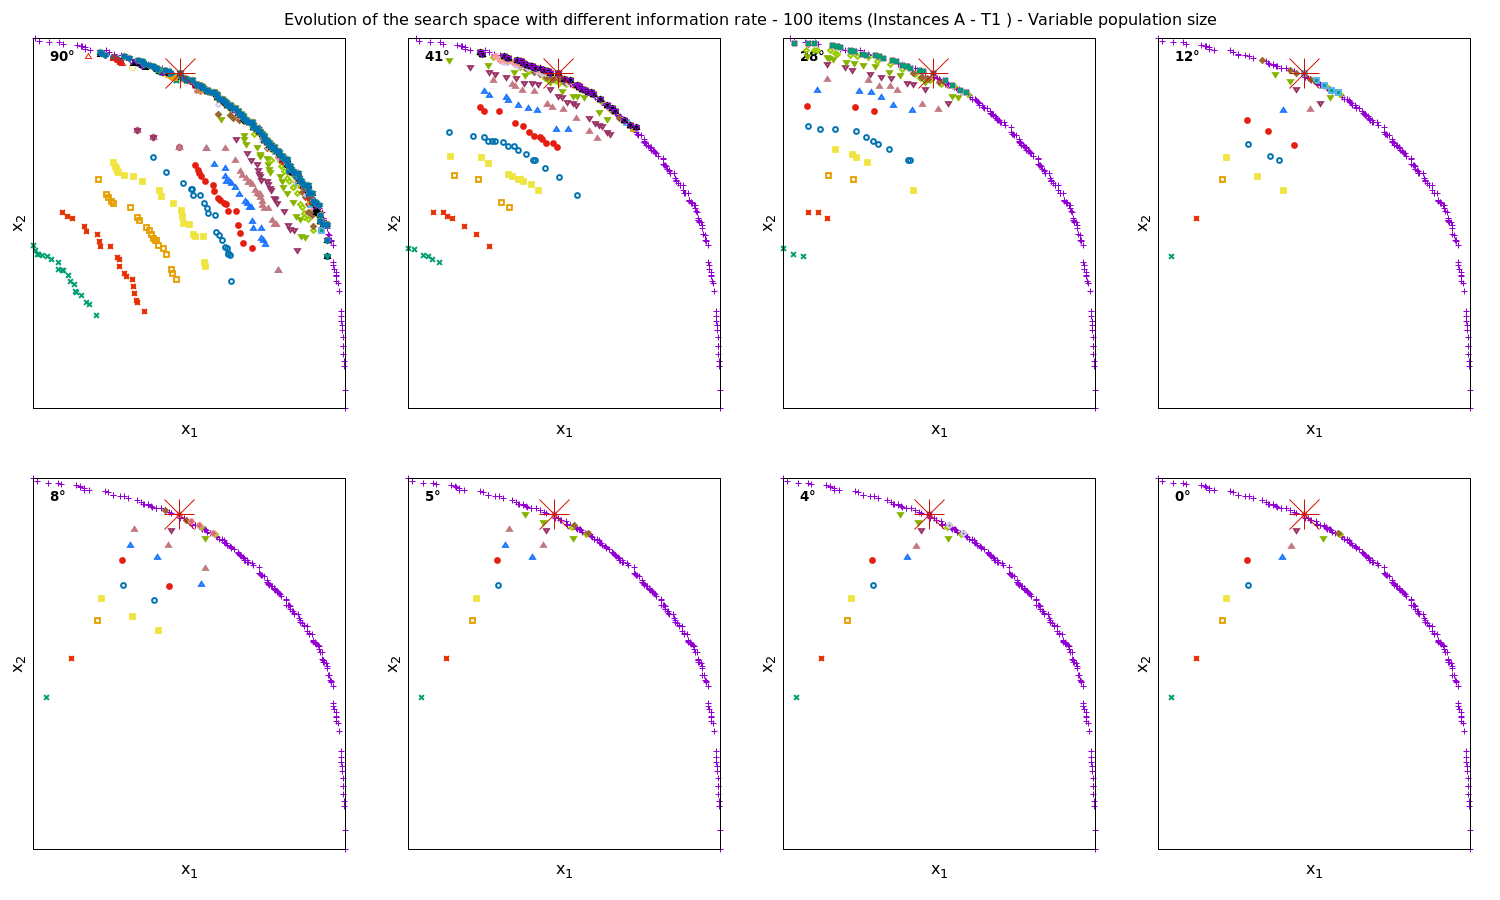 Evolution of the search space with different information rate - 100 items (Instances A - T1 ) - Variable population size
90° 41° 28° 12°
x₂ x₂ x₂ x₂
x₁ x₁ x₁ x₁
8° 5° 4° 0°
x₂ x₂ x₂ x₂
x₁ x₁ x₁ x₁